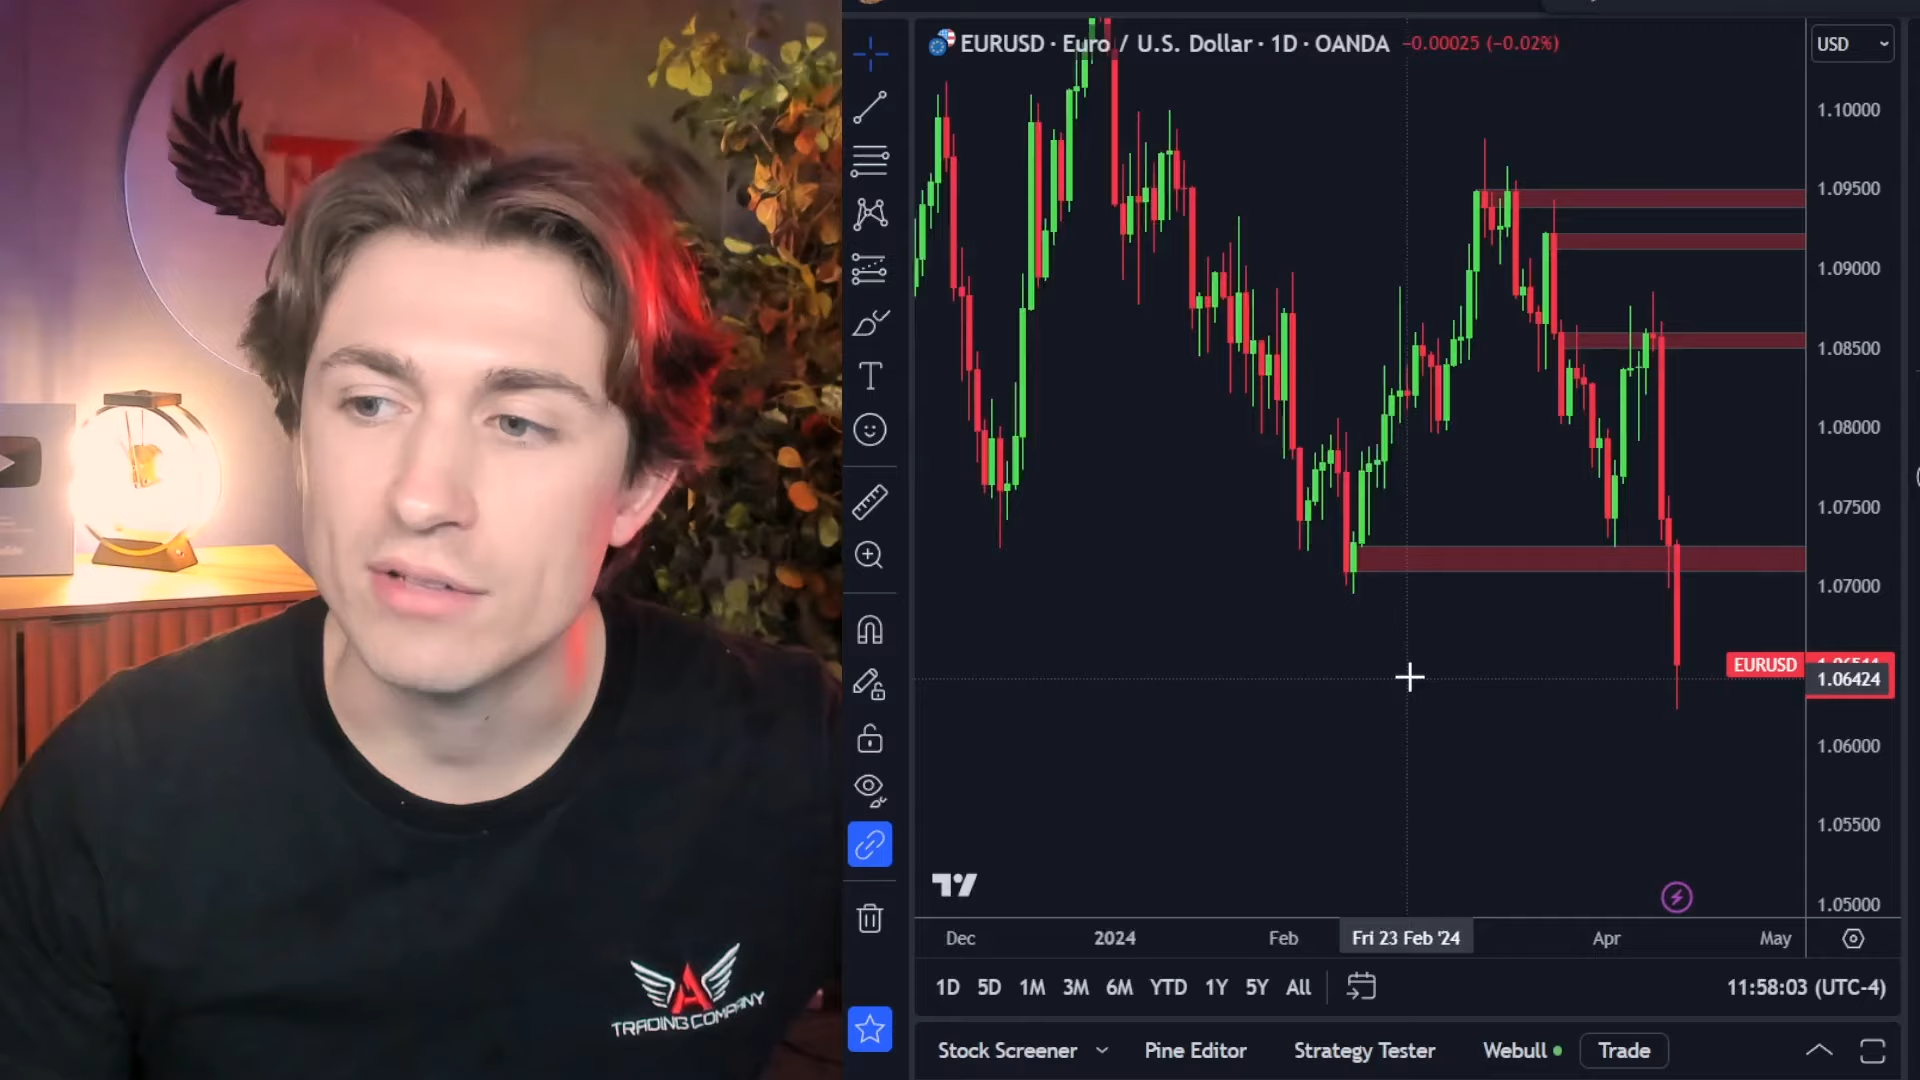 EURUSD · Euro / U.S. Dollar · 1D · OANDA −0.00025 (−0.02%)
USD
1.10000
1.09500
1.09000
1.08500
1.08000
1.07500
1.07000
EURUSD
1.06424
1.06000
1.05500
1.05000
Dec 2024 Feb Fri 23 Feb '24 Apr May
1D 5D 1M 3M 6M YTD 1Y 5Y All
11:58:03 (UTC-4)
Stock Screener Pine Editor Strategy Tester Webull Trade
A
TRADING COMPANY